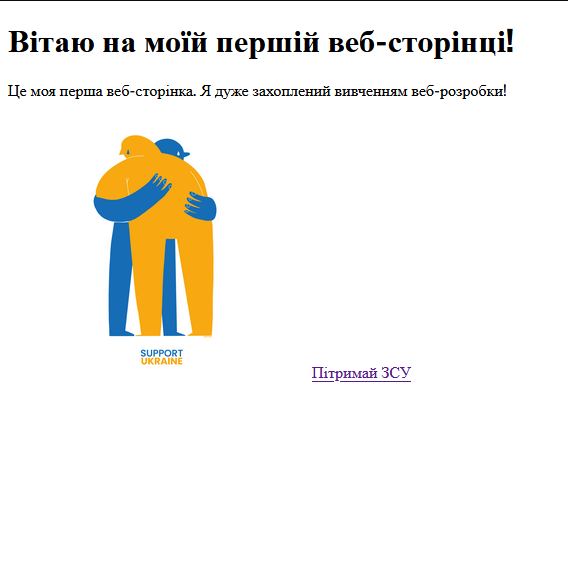 Вітаю на моїй першій веб-сторінці!
Це моя перша веб-сторінка. Я дуже захоплений вивченням веб-розробки!
SUPPORT
UKRAINE
Пітримай ЗСУ